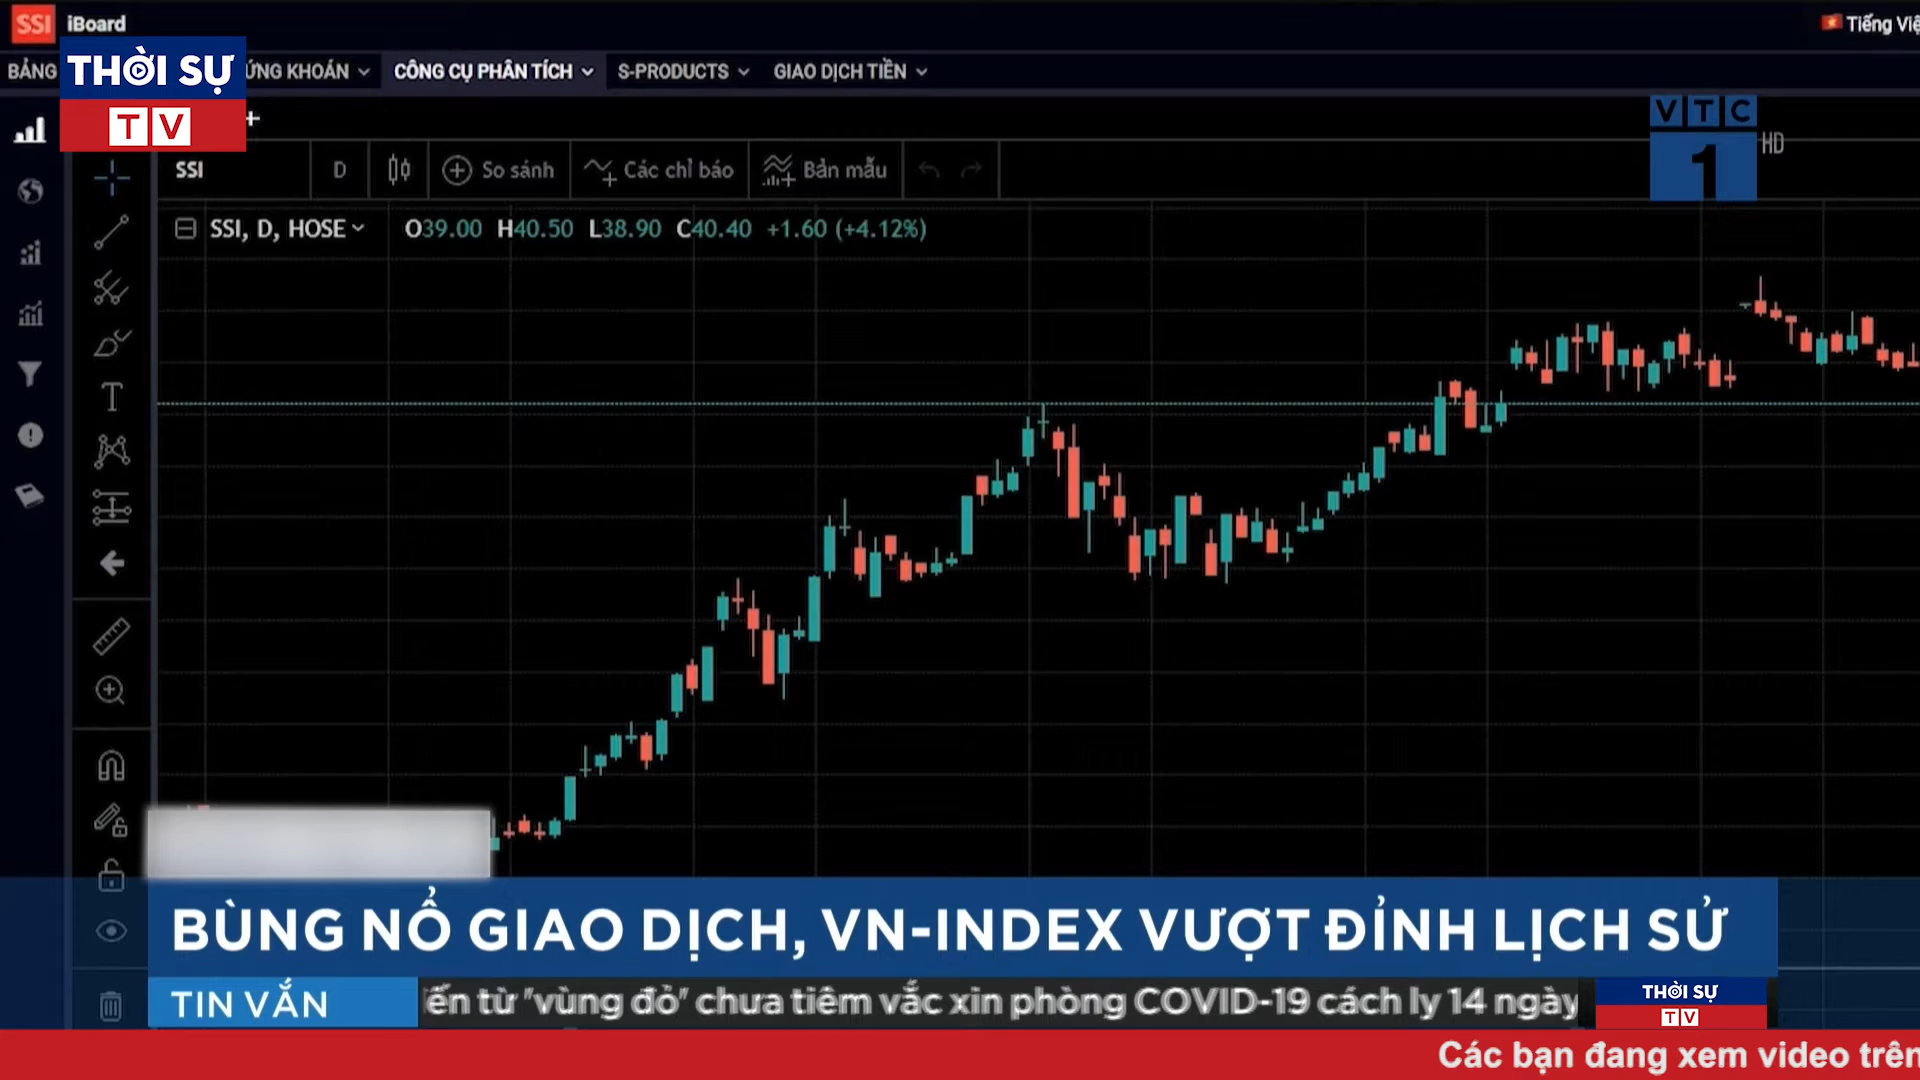 SSI iBoard
Tiếng Việ
BẢNG
THỜI SỰ
TV
ỨNG KHOÁN
CÔNG CỤ PHÂN TÍCH
S-PRODUCTS
GIAO DỊCH TIỀN
VTC
1
HD
SSI
D
So sánh
Các chỉ báo
Bản mẫu
SSI, D, HOSE O39.00 H40.50 L38.90 C40.40 +1.60 (+4.12%)
BÙNG NỔ GIAO DỊCH, VN-INDEX VƯỢT ĐỈNH LỊCH SỬ
TIN VẮN
iến từ "vùng đỏ" chưa tiêm vắc xin phòng COVID-19 cách ly 14 ngày
THỜI SỰ
TV
Các bạn đang xem video trên